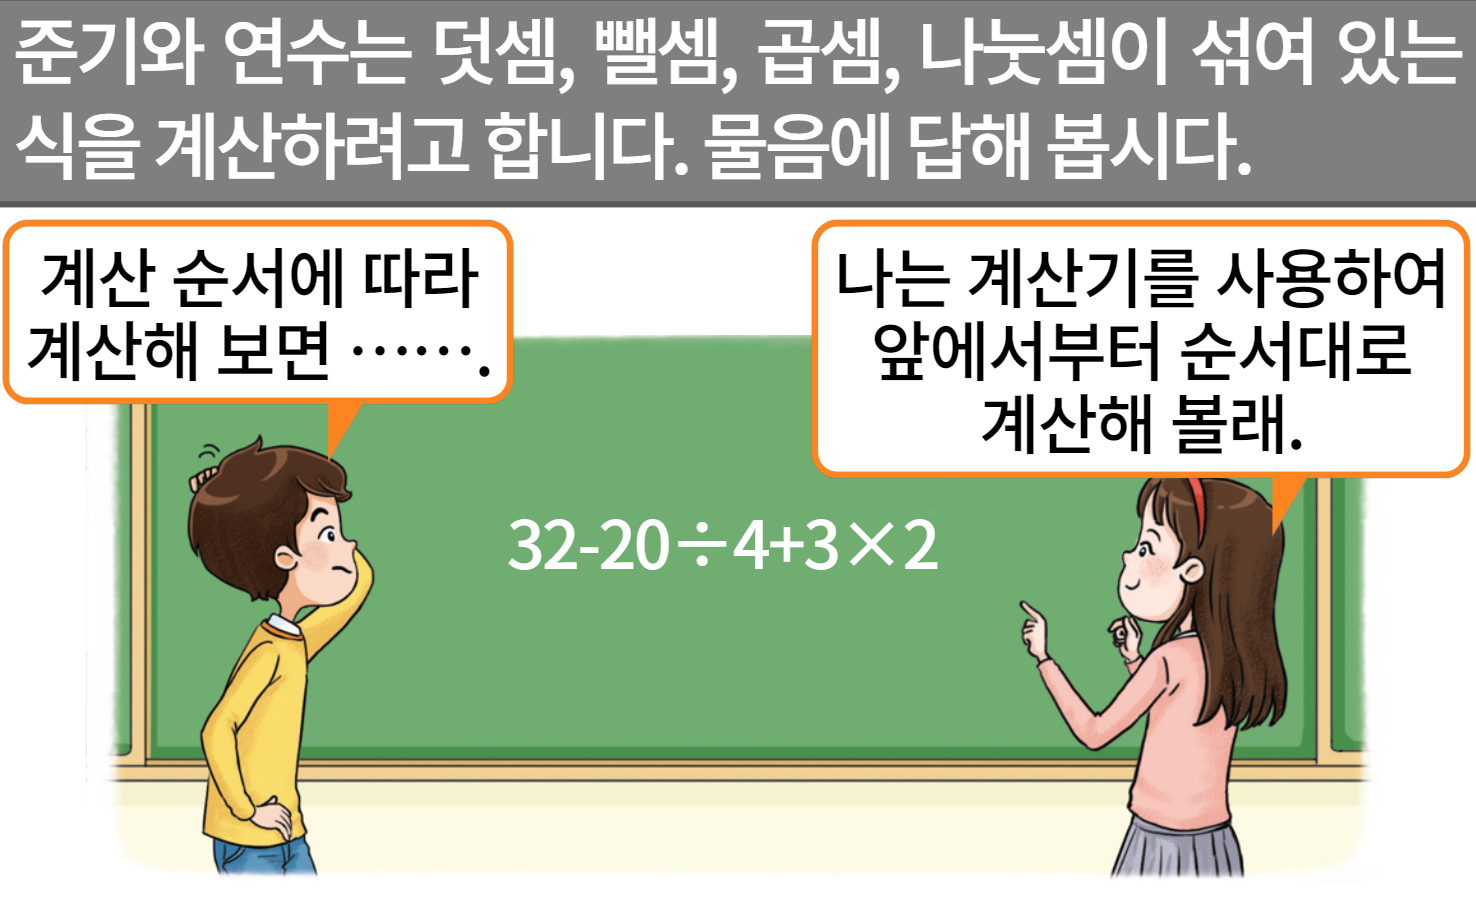 준기와 연수는 덧셈, 뺄셈, 곱셈, 나눗셈이 섞여 있는
식을 계산하려고 합니다. 물음에 답해 봅시다.
계산 순서에 따라
계산해 보면 …….
나는 계산기를 사용하여
앞에서부터 순서대로
계산해 볼래.
32-20÷4+3×2